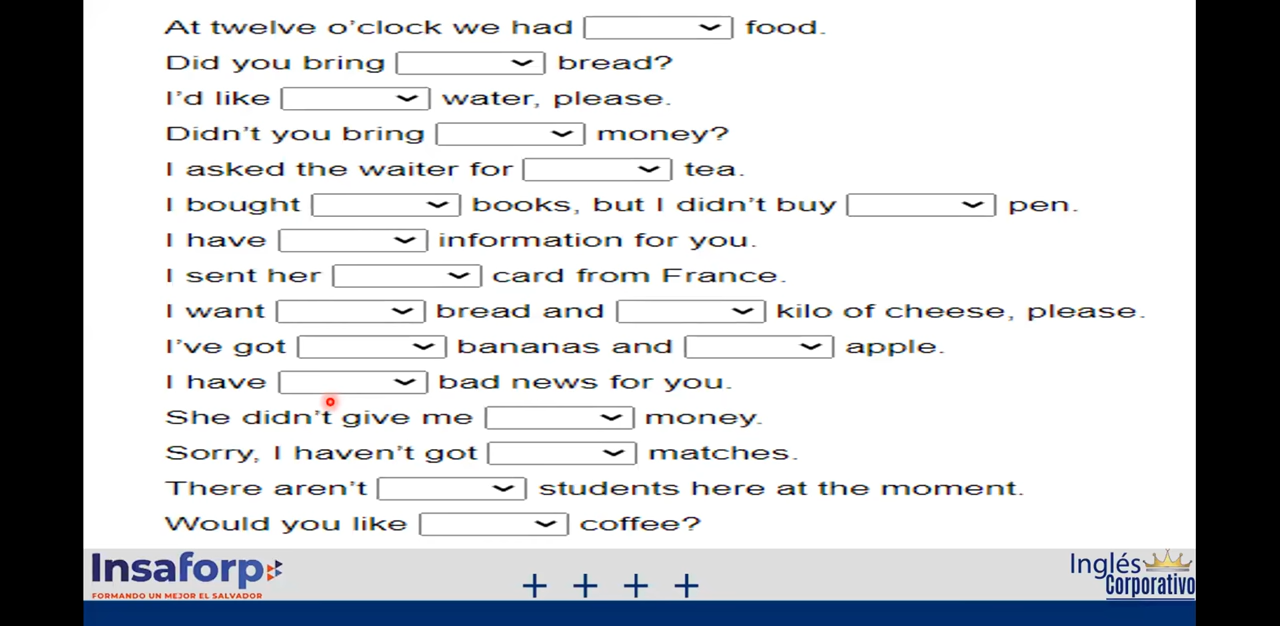 At twelve o'clock we had food.
Did you bring bread?
I'd like water, please.
Didn't you bring money?
I asked the waiter for tea.
I bought books, but I didn't buy pen.
I have information for you.
I sent her card from France.
I want bread and kilo of cheese, please.
I've got bananas and apple.
I have bad news for you.
She didn't give me money.
Sorry, I haven't got matches.
There aren't students here at the moment.
Would you like coffee?
Insaforp
FORMANDO UN MEJOR EL SALVADOR
+ + + +
Inglés
Corporativo